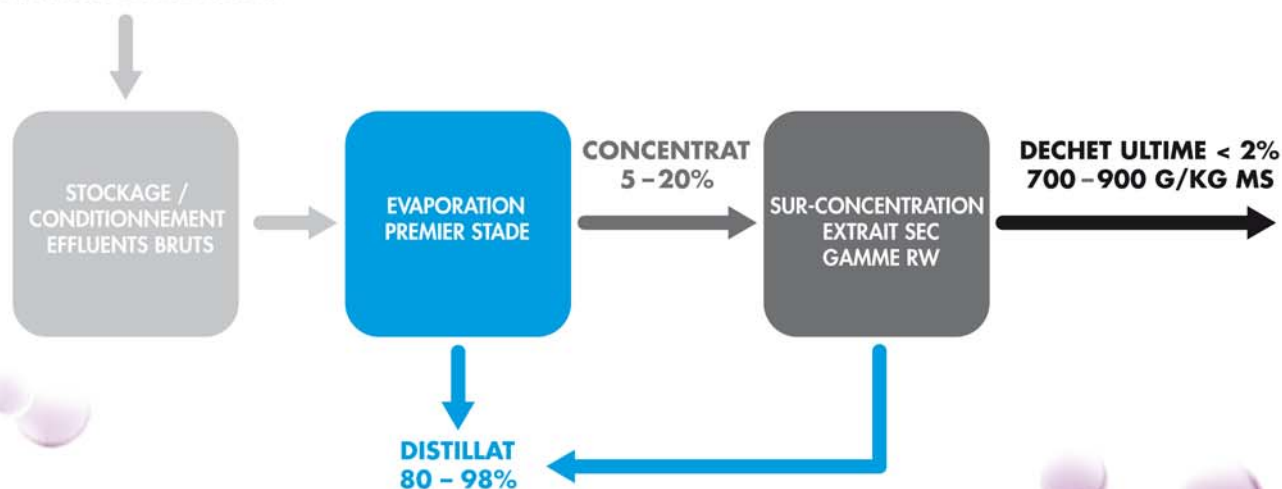 STOCKAGE /
CONDITIONNEMENT
EFFLUENTS BRUTS
EVAPORATION
PREMIER STADE
CONCENTRAT
5 – 20%
SUR-CONCENTRATION
EXTRAIT SEC
GAMME RW
DECHET ULTIME < 2%
700 – 900 G/KG MS
DISTILLAT
80 – 98%